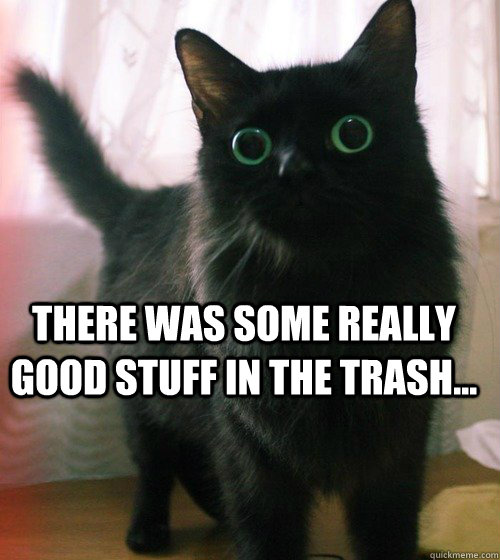 THERE WAS SOME REALLY
GOOD STUFF IN THE TRASH...
quickmeme.com